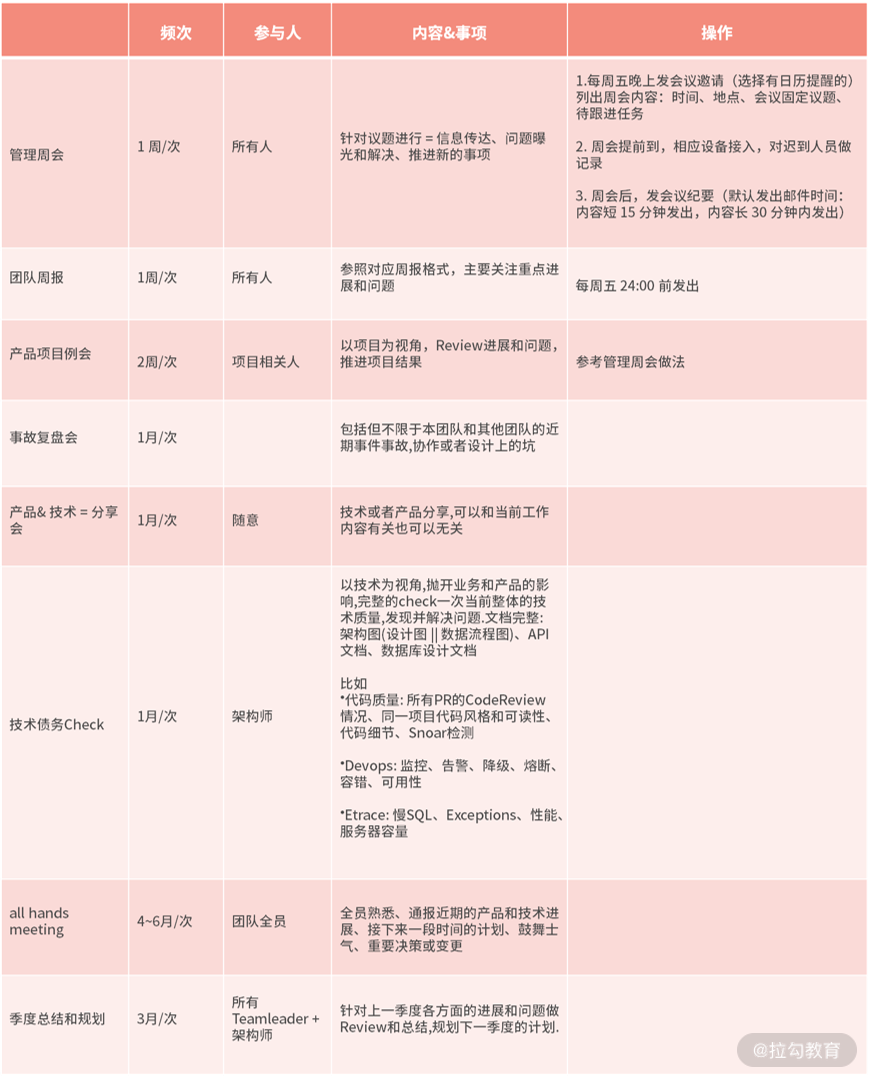 频次
参与人
内容&事项
操作
管理周会
1 周/次
所有人
针对议题进行 = 信息传达、问题曝
光和解决、推进新的事项
1.每周五晚上发会议邀请（选择有日历提醒的）
列出周会内容：时间、地点、会议固定议题、
待跟进任务
2. 周会提前到，相应设备接入，对迟到人员做
记录
3. 周会后，发会议纪要（默认发出邮件时间：
内容短 15 分钟发出，内容长 30 分钟内发出）
团队周报
1周/次
所有人
参照对应周报格式，主要关注重点进
展和问题
每周五 24:00 前发出
产品项目例会
2周/次
项目相关人
以项目为视角，Review进展和问题，
推进项目结果
参考管理周会做法
事故复盘会
1月/次
包括但不限于本团队和其他团队的近
期事件事故,协作或者设计上的坑
产品& 技术 = 分享
会
1月/次
随意
技术或者产品分享,可以和当前工作
内容有关也可以无关
技术债务Check
1月/次
架构师
以技术为视角,抛开业务和产品的影
响,完整的check一次当前整体的技
术质量,发现并解决问题.文档完整:
架构图(设计图 || 数据流程图)、API
文档、数据库设计文档
比如
•代码质量: 所有PR的CodeReview
情况、同一项目代码风格和可读性、
代码细节、Snoar检测
•Devops: 监控、告警、降级、熔断、
容错、可用性
•Etrace: 慢SQL、Exceptions、性能、
服务器容量
all hands
meeting
4~6月/次
团队全员
全员熟悉、通报近期的产品和技术进
展、接下来一段时间的计划、鼓舞士
气、重要决策或变更
季度总结和规划
3月/次
所有
Teamleader +
架构师
针对上一季度各方面的进展和问题做
Review和总结,规划下一季度的计划.
@拉勾教育